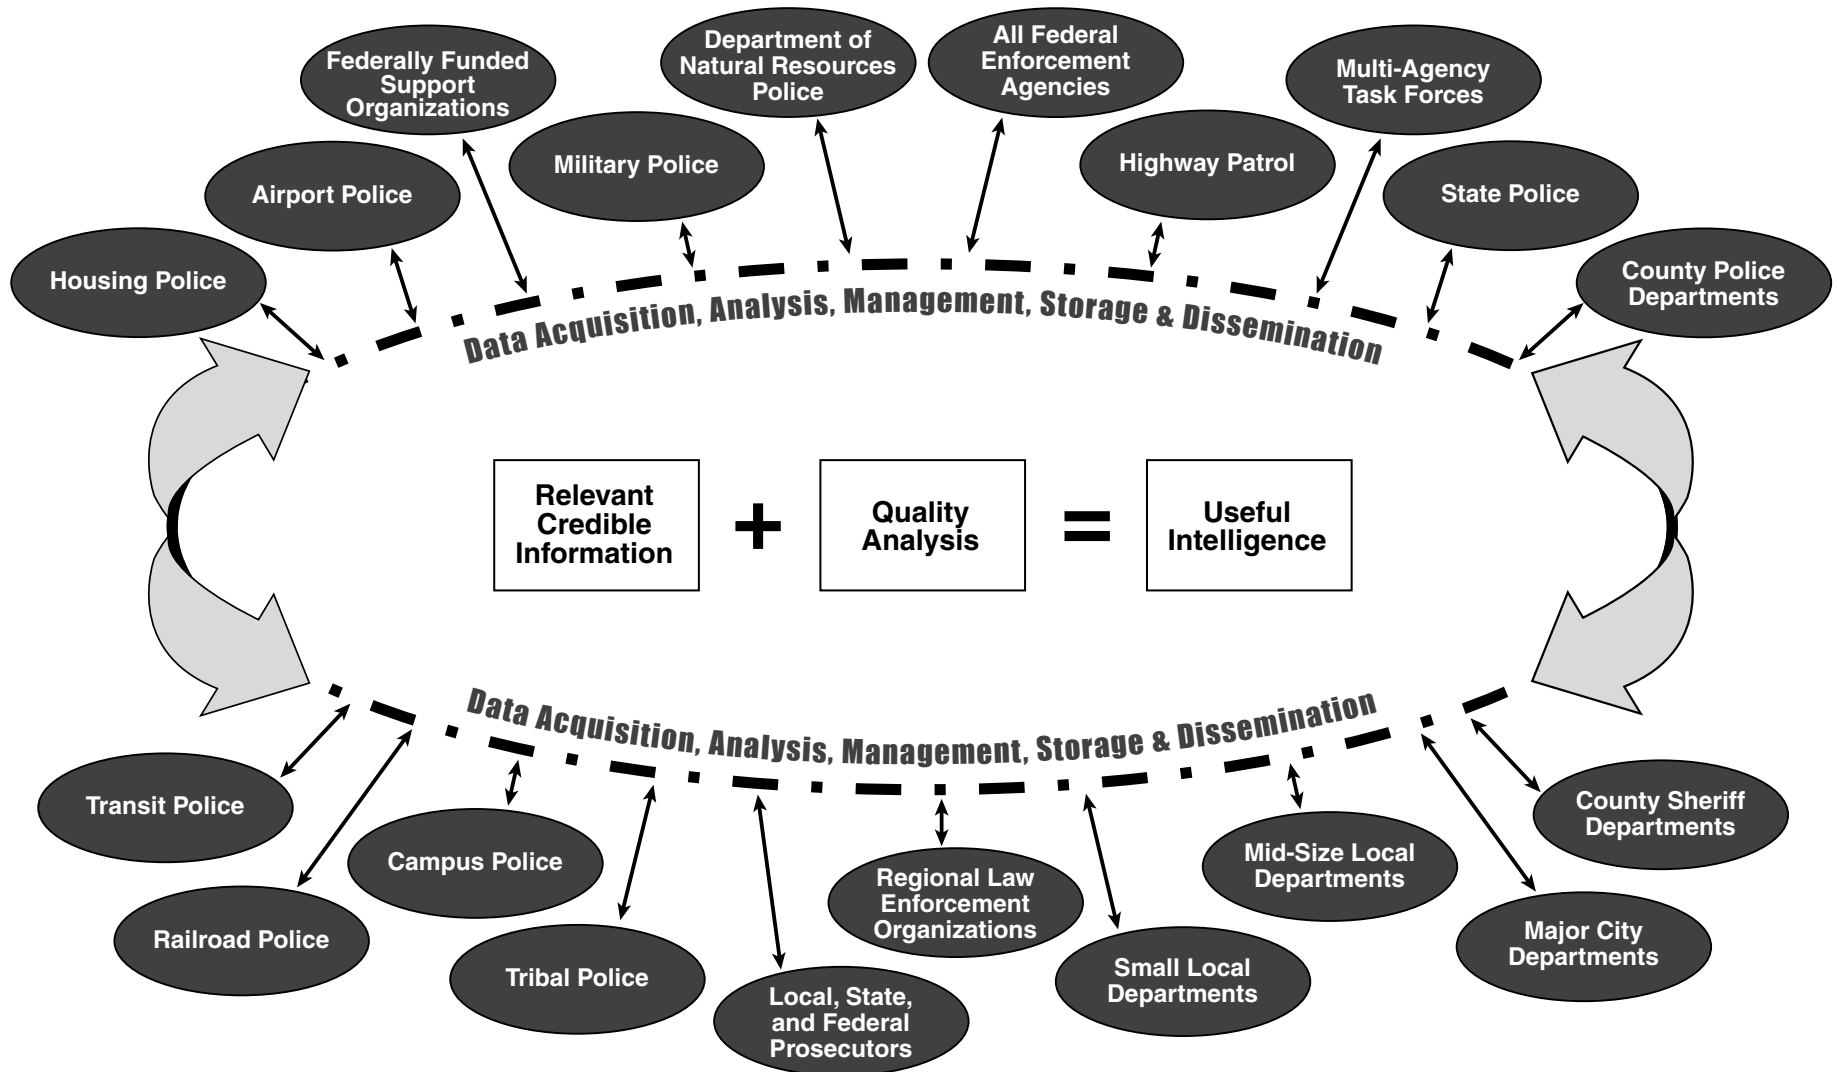 Department of
Natural Resources
Police
All Federal
Enforcement
Agencies
Federally Funded
Support
Organizations
Multi-Agency
Task Forces
Military Police
Highway Patrol
Airport Police
State Police
Housing Police
County Police
Departments
Data Acquisition, Analysis, Management, Storage & Dissemination
Relevant
Credible
Information
+
Quality
Analysis
=
Useful
Intelligence
Data Acquisition, Analysis, Management, Storage & Dissemination
Transit Police
County Sheriff
Departments
Campus Police
Mid-Size Local
Departments
Regional Law
Enforcement
Organizations
Railroad Police
Major City
Departments
Tribal Police
Small Local
Departments
Local, State,
and Federal
Prosecutors